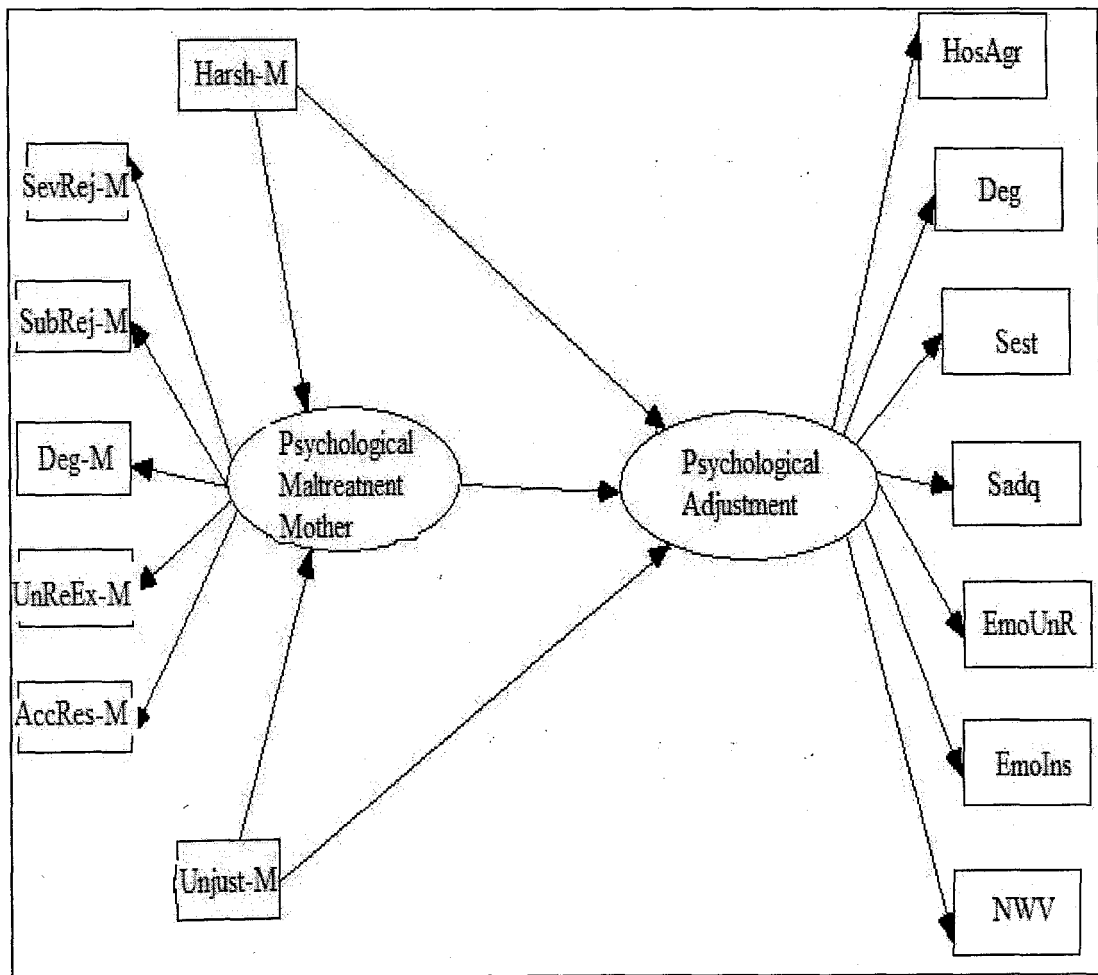 Harsh-M
SevRej-M
SubRej-M
Deg-M
UnReEx-M
AccRes-M
Unjust-M
Psychological
Maltreatnent
Mother
Psychological
Adjustment
HosAgr
Deg
Sest
Sadq
EmoUnR
EmoIns
NWV